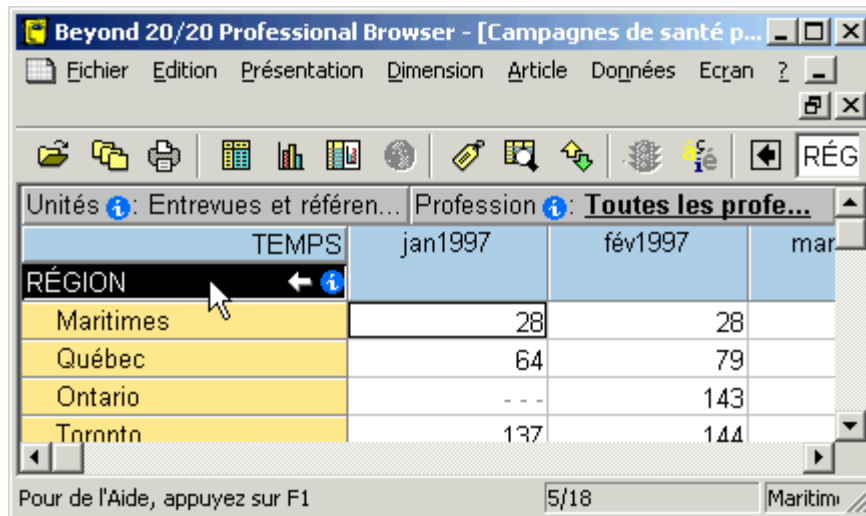 Beyond 20/20 Professional Browser - [Campagnes de santé p...
Fichier Edition Présentation Dimension Article Données Ecran ?
RÉG
Unités : Entrevues et référen... Profession : Toutes les profe...
TEMPS jan1997 fév1997 mar
RÉGION
Maritimes 28 28
Québec 64 79
Ontario - - - 143
Toronto 137 144
Pour de l'Aide, appuyez sur F1 5/18 Maritim